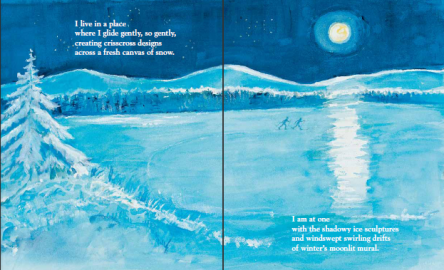 I live in a place
where I glide gently, so gently,
creating crisscross designs
across a fresh canvas of snow.
I am at one
with the shadowy ice sculptures
and windswept swirling drifts
of winter's moonlit mural.